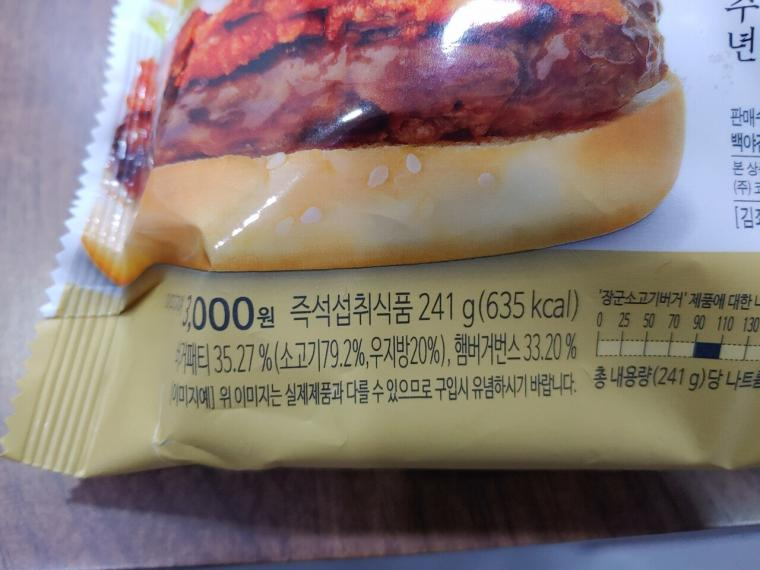 년
판매
백야
본 상
(주)
[김좌
3,000원 즉석섭취식품 241 g(635 kcal)
거패티 35.27 % (소고기79.2%,우지방20%), 햄버거번스 33.20 %
이미지예] 위 이미지는 실제제품과 다를 수 있으므로 구입시 유념하시기 바랍니다.
'장군소고기버거' 제품에 대한
0 25 50 70 90 110 130
총 내용량(241 g)당 나트륨